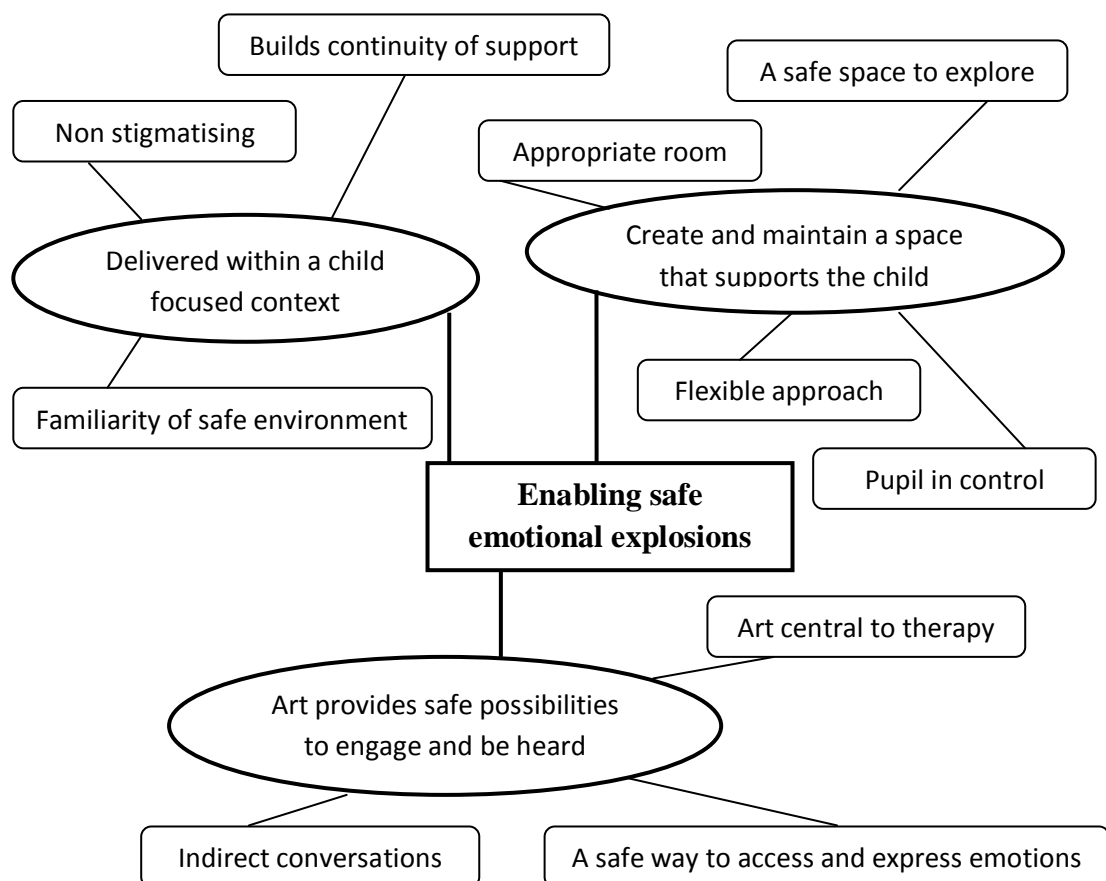 Builds continuity of support
A safe space to explore
Non stigmatising
Appropriate room
Delivered within a child
focused context
Create and maintain a space
that supports the child
Familiarity of safe environment
Flexible approach
Pupil in control
Enabling safe
emotional explosions
Art central to therapy
Art provides safe possibilities
to engage and be heard
Indirect conversations
A safe way to access and express emotions